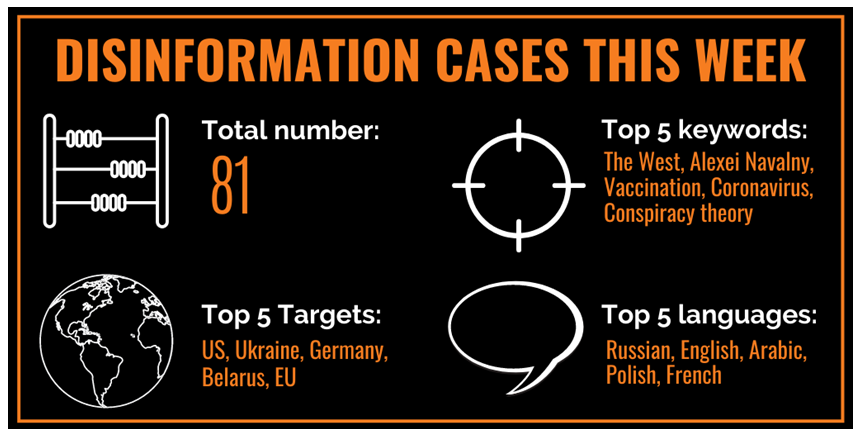 DISINFORMATION CASES THIS WEEK
Total number:
81
Top 5 keywords:
The West, Alexei Navalny,
Vaccination, Coronavirus,
Conspiracy theory
Top 5 Targets:
US, Ukraine, Germany,
Belarus, EU
Top 5 languages:
Russian, English, Arabic,
Polish, French